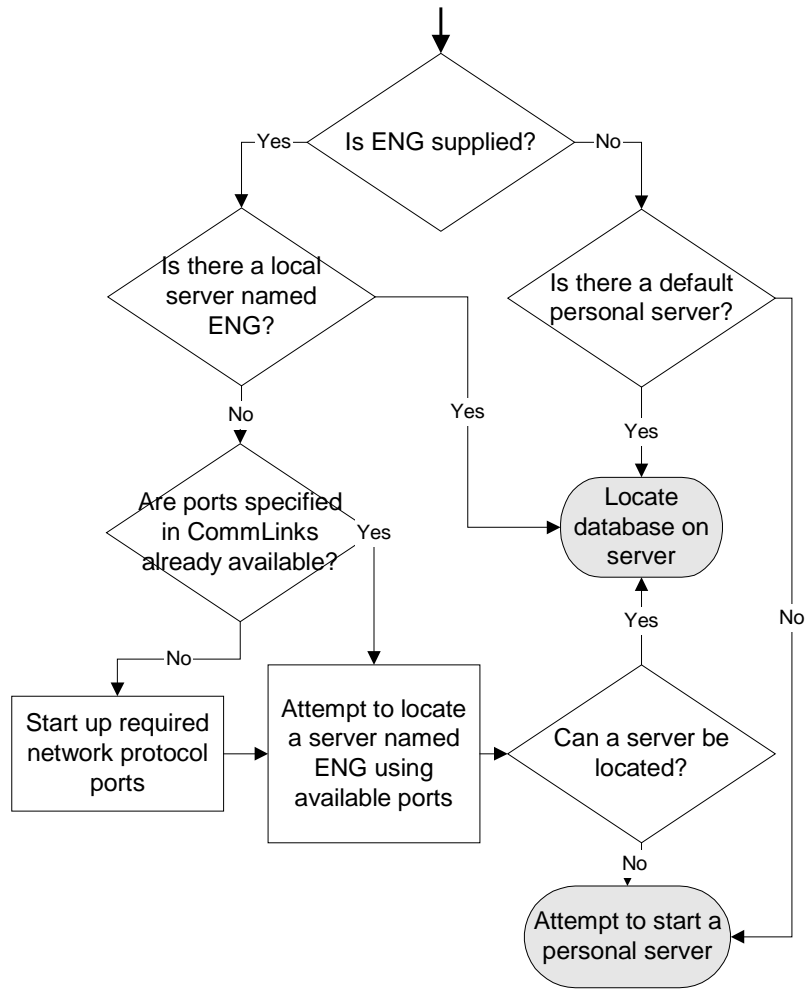 Is ENG supplied?
Yes
No
Is there a local
server named
ENG?
Is there a default
personal server?
Yes
No
Yes
Are ports specified
in CommLinks
already available?
Yes
Locate
database on
server
No
Yes
No
Start up required
network protocol
ports
Attempt to locate
a server named
ENG using
available ports
Can a server be
located?
No
Attempt to start a
personal server